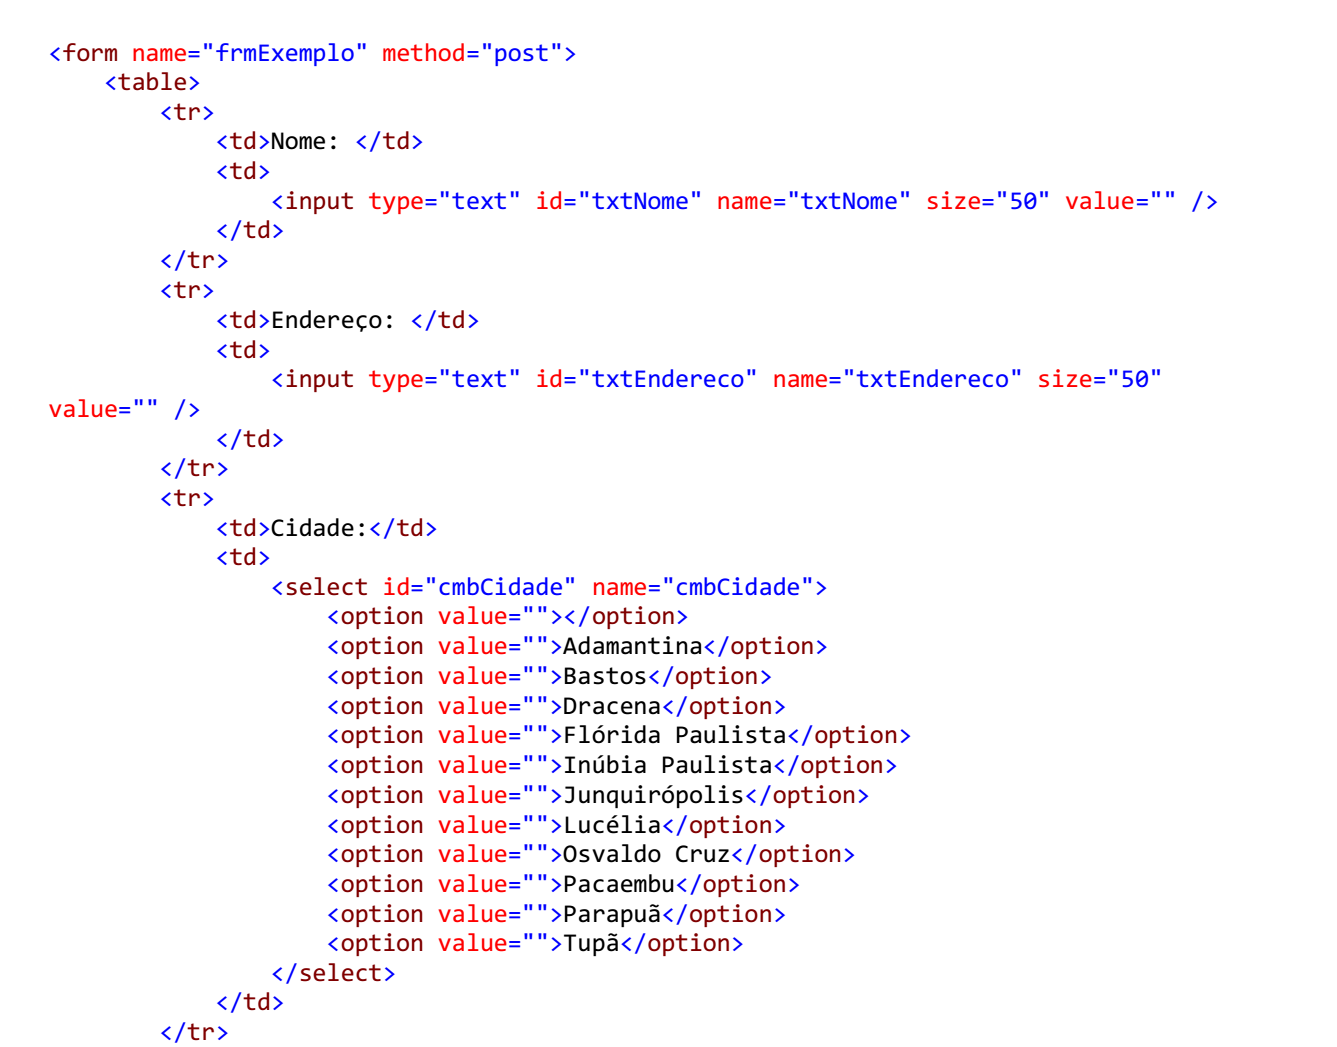 <form name="frmExemplo" method="post">
    <table>
        <tr>
            <td>Nome: </td>
            <td>
                <input type="text" id="txtNome" name="txtNome" size="50" value="" />
            </td>
        </tr>
        <tr>
            <td>Endereço: </td>
            <td>
                <input type="text" id="txtEndereco" name="txtEndereco" size="50"
value="" />
            </td>
        </tr>
        <tr>
            <td>Cidade:</td>
            <td>
                <select id="cmbCidade" name="cmbCidade">
                    <option value=""></option>
                    <option value="">Adamantina</option>
                    <option value="">Bastos</option>
                    <option value="">Dracena</option>
                    <option value="">Flórida Paulista</option>
                    <option value="">Inúbia Paulista</option>
                    <option value="">Junquirópolis</option>
                    <option value="">Lucélia</option>
                    <option value="">Osvaldo Cruz</option>
                    <option value="">Pacaembu</option>
                    <option value="">Parapuã</option>
                    <option value="">Tupã</option>
                </select>
            </td>
        </tr>